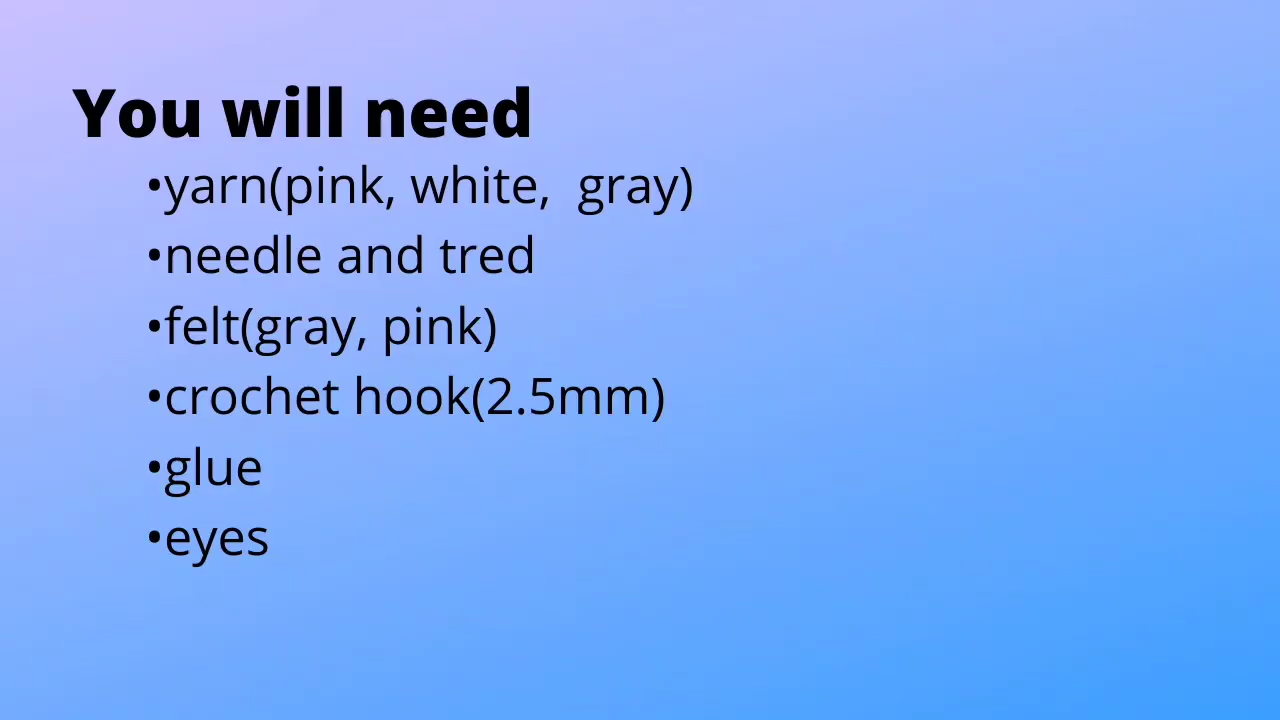 You will need
•yarn(pink, white,  gray)
•needle and tred
•felt(gray, pink)
•crochet hook(2.5mm)
•glue
•eyes